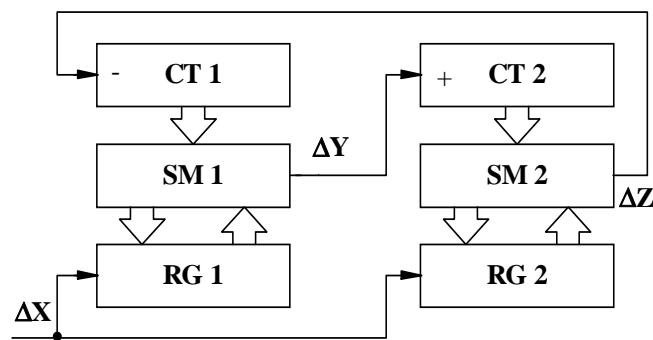 - CT 1
+ CT 2
ΔY
SM 1
SM 2
ΔZ
RG 1
RG 2
ΔX